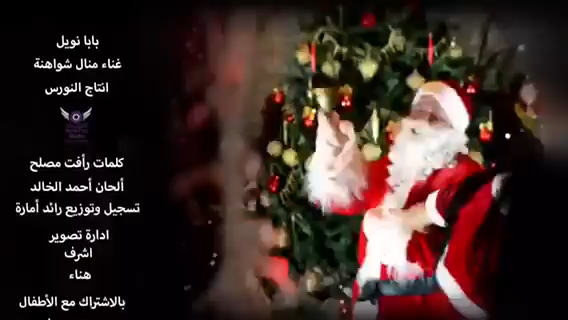 بابا نويل
غناء منال شواهنة
انتاج النورس
كلمات رأفت مصلح
ألحان أحمد الخالد
تسجيل وتوزيع رائد أمارة
ادارة تصوير
اشرف
هناء
بالاشتراك مع الأطفال